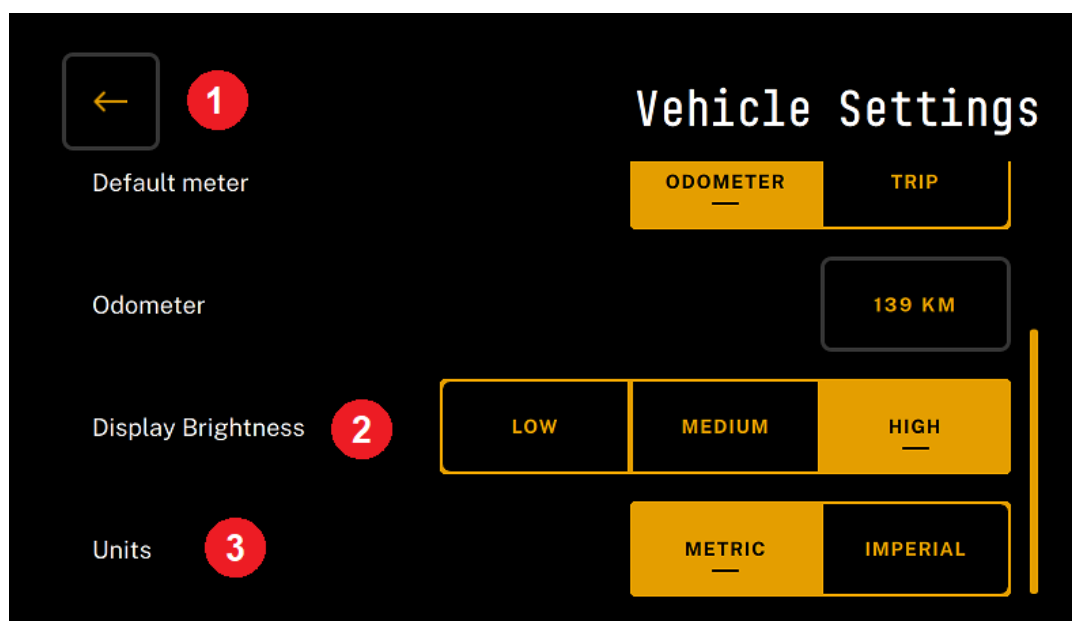 1
Vehicle Settings
Default meter ODOMETER TRIP
Odometer 139 KM
Display Brightness 2 LOW MEDIUM HIGH
Units 3 METRIC IMPERIAL